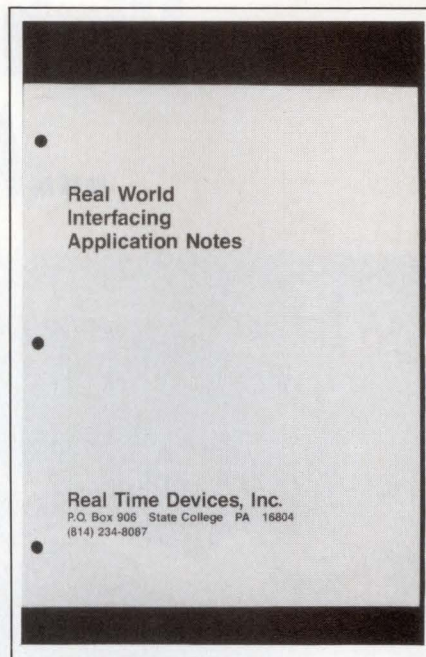 Real World
Interfacing
Application Notes
Real Time Devices, Inc.
P.O. Box 906 State College PA 16804
(814) 234-8087